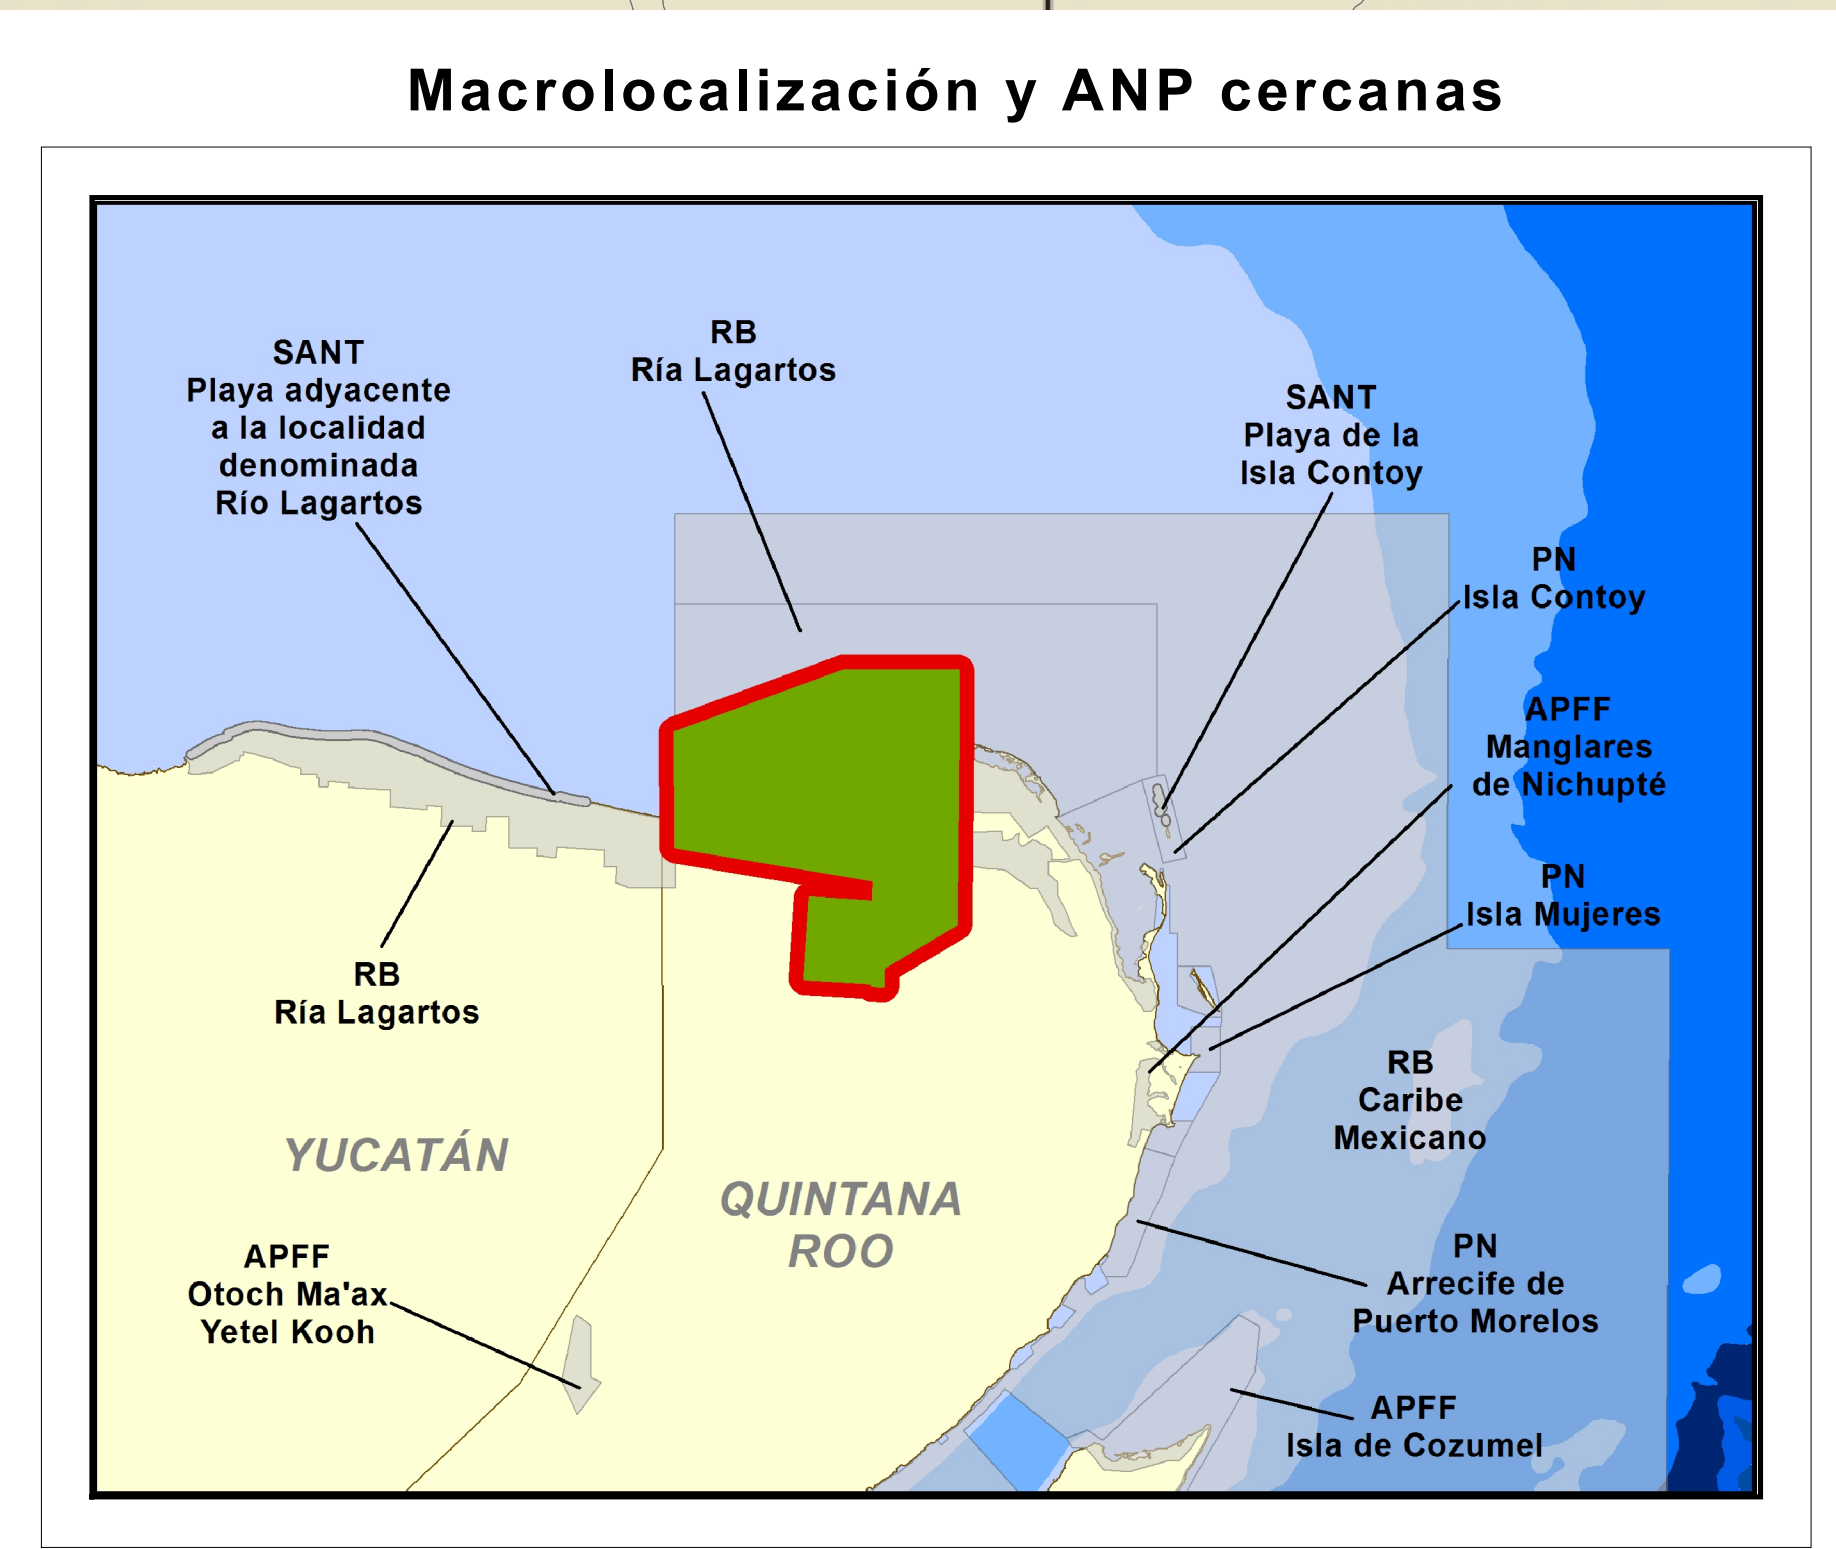 Macrolocalización y ANP cercanas
SANT
Playa adyacente
a la localidad
denominada
Río Lagartos
RB
Ría Lagartos
SANT
Playa de la
Isla Contoy
PN
Isla Contoy
APFF
Manglares
de Nichupté
PN
Isla Mujeres
RB
Ría Lagartos
RB
Caribe
Mexicano
YUCATÁN
QUINTANA
ROO
APFF
Otoch Ma'ax
Yetel Kooh
PN
Arrecife de
Puerto Morelos
APFF
Isla de Cozumel